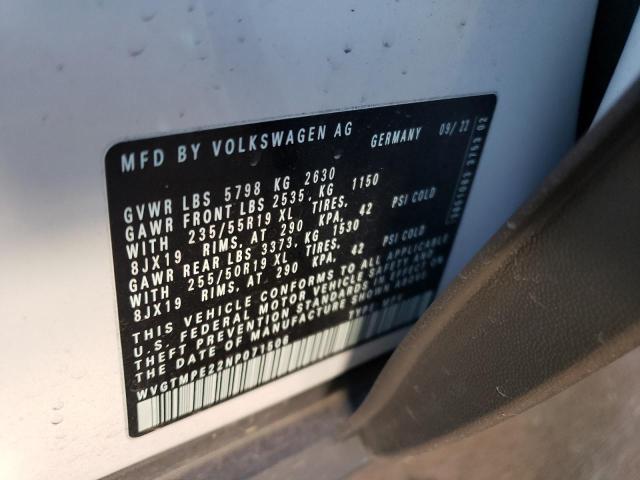 MFD BY VOLKSWAGEN AG GERMANY 09/22
GVWR LBS 5798 KG 2630
GAWR FRONT LBS 2535. KG 1150
WITH 235/55R19 XL TIRES,
8JX19 RIMS, AT 290 KPA, 42 PSI COLD
GAWR REAR LBS 3373, KG 1530
WITH 255/50R19 XL TIRES,
8JX19 RIMS, AT 290 KPA, 42 PSI COLD
THIS VEHICLE CONFORMS TO ALL APPLICABLE
U.S. FEDERAL MOTOR VEHICLE SAFETY AND
THEFT PREVENTION STANDARDS IN EFFECT ON
THE DATE OF MANUFACTURE SHOWN ABOVE.
WVGTMPE22NP071506 TYPE: MPV